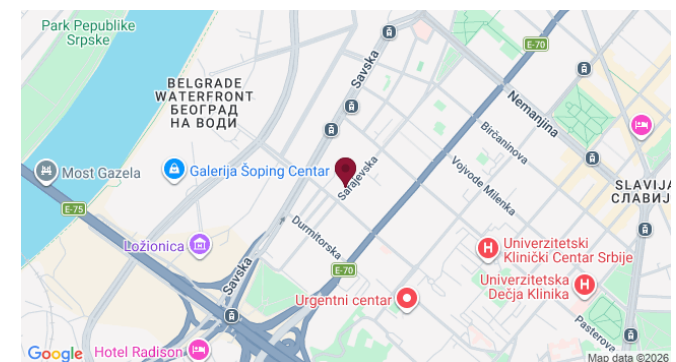 Park Pepublike
Srpske
Savska
E-70
BELGRADE
WATERFRONT
БЕОГРАД
НА ВОДИ
Nemanjina
Birčaninova
Most Gazela
Galerija Šoping Centar
Sarajevska
Vojvode Milenka
SLAVIJA
СЛАВИЈ
E-75
Ložionica
Durmitorska
Univerzitetski
Klinički Centar Srbije
E-70
Savska
Urgentni centar
Univerzitetska
Dečja Klinika
Pasterova
Hotel Radison
Google
Map data ©2026